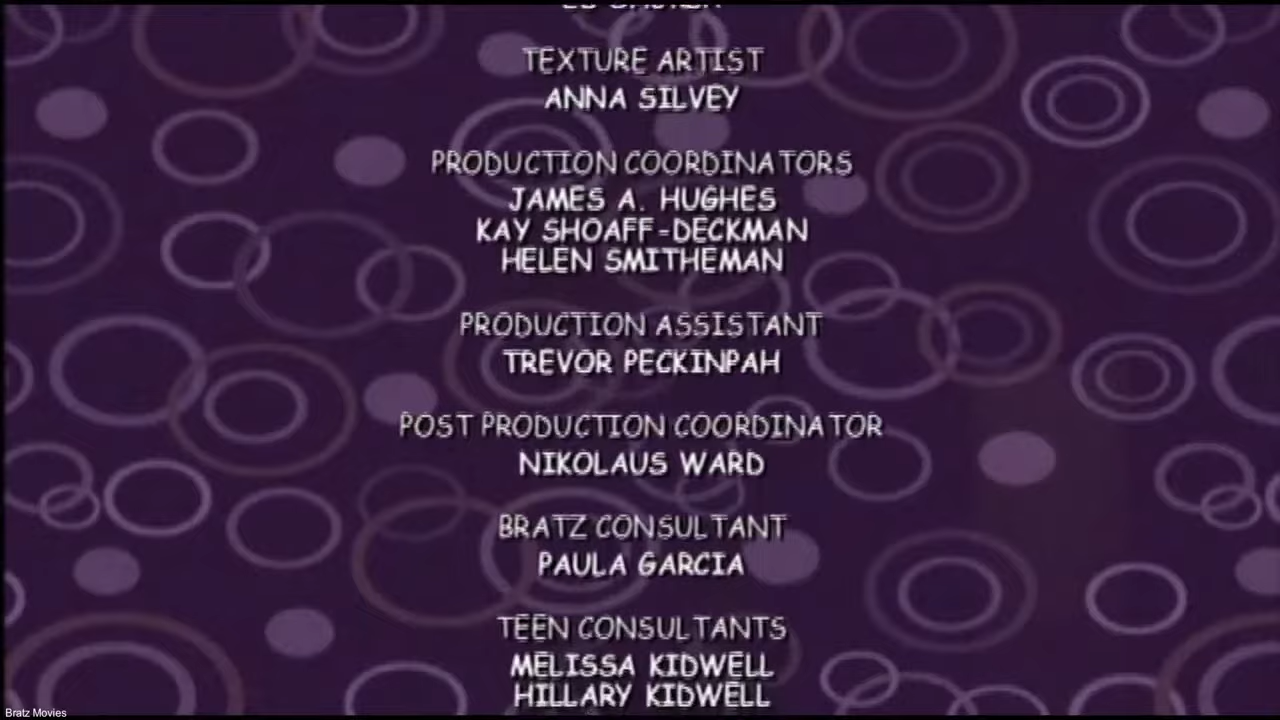 TEXTURE ARTIST
ANNA SILVEY
PRODUCTION COORDINATORS
JAMES A. HUGHES
KAY SHOAFF-DECKMAN
HELEN SMITHEMAN
PRODUCTION ASSISTANT
TREVOR PECKINPAH
POST PRODUCTION COORDINATOR
NIKOLAUS WARD
BRATZ CONSULTANT
PAULA GARCIA
TEEN CONSULTANTS
MELISSA KIDWELL
HILLARY KIDWELL
Bratz Movies